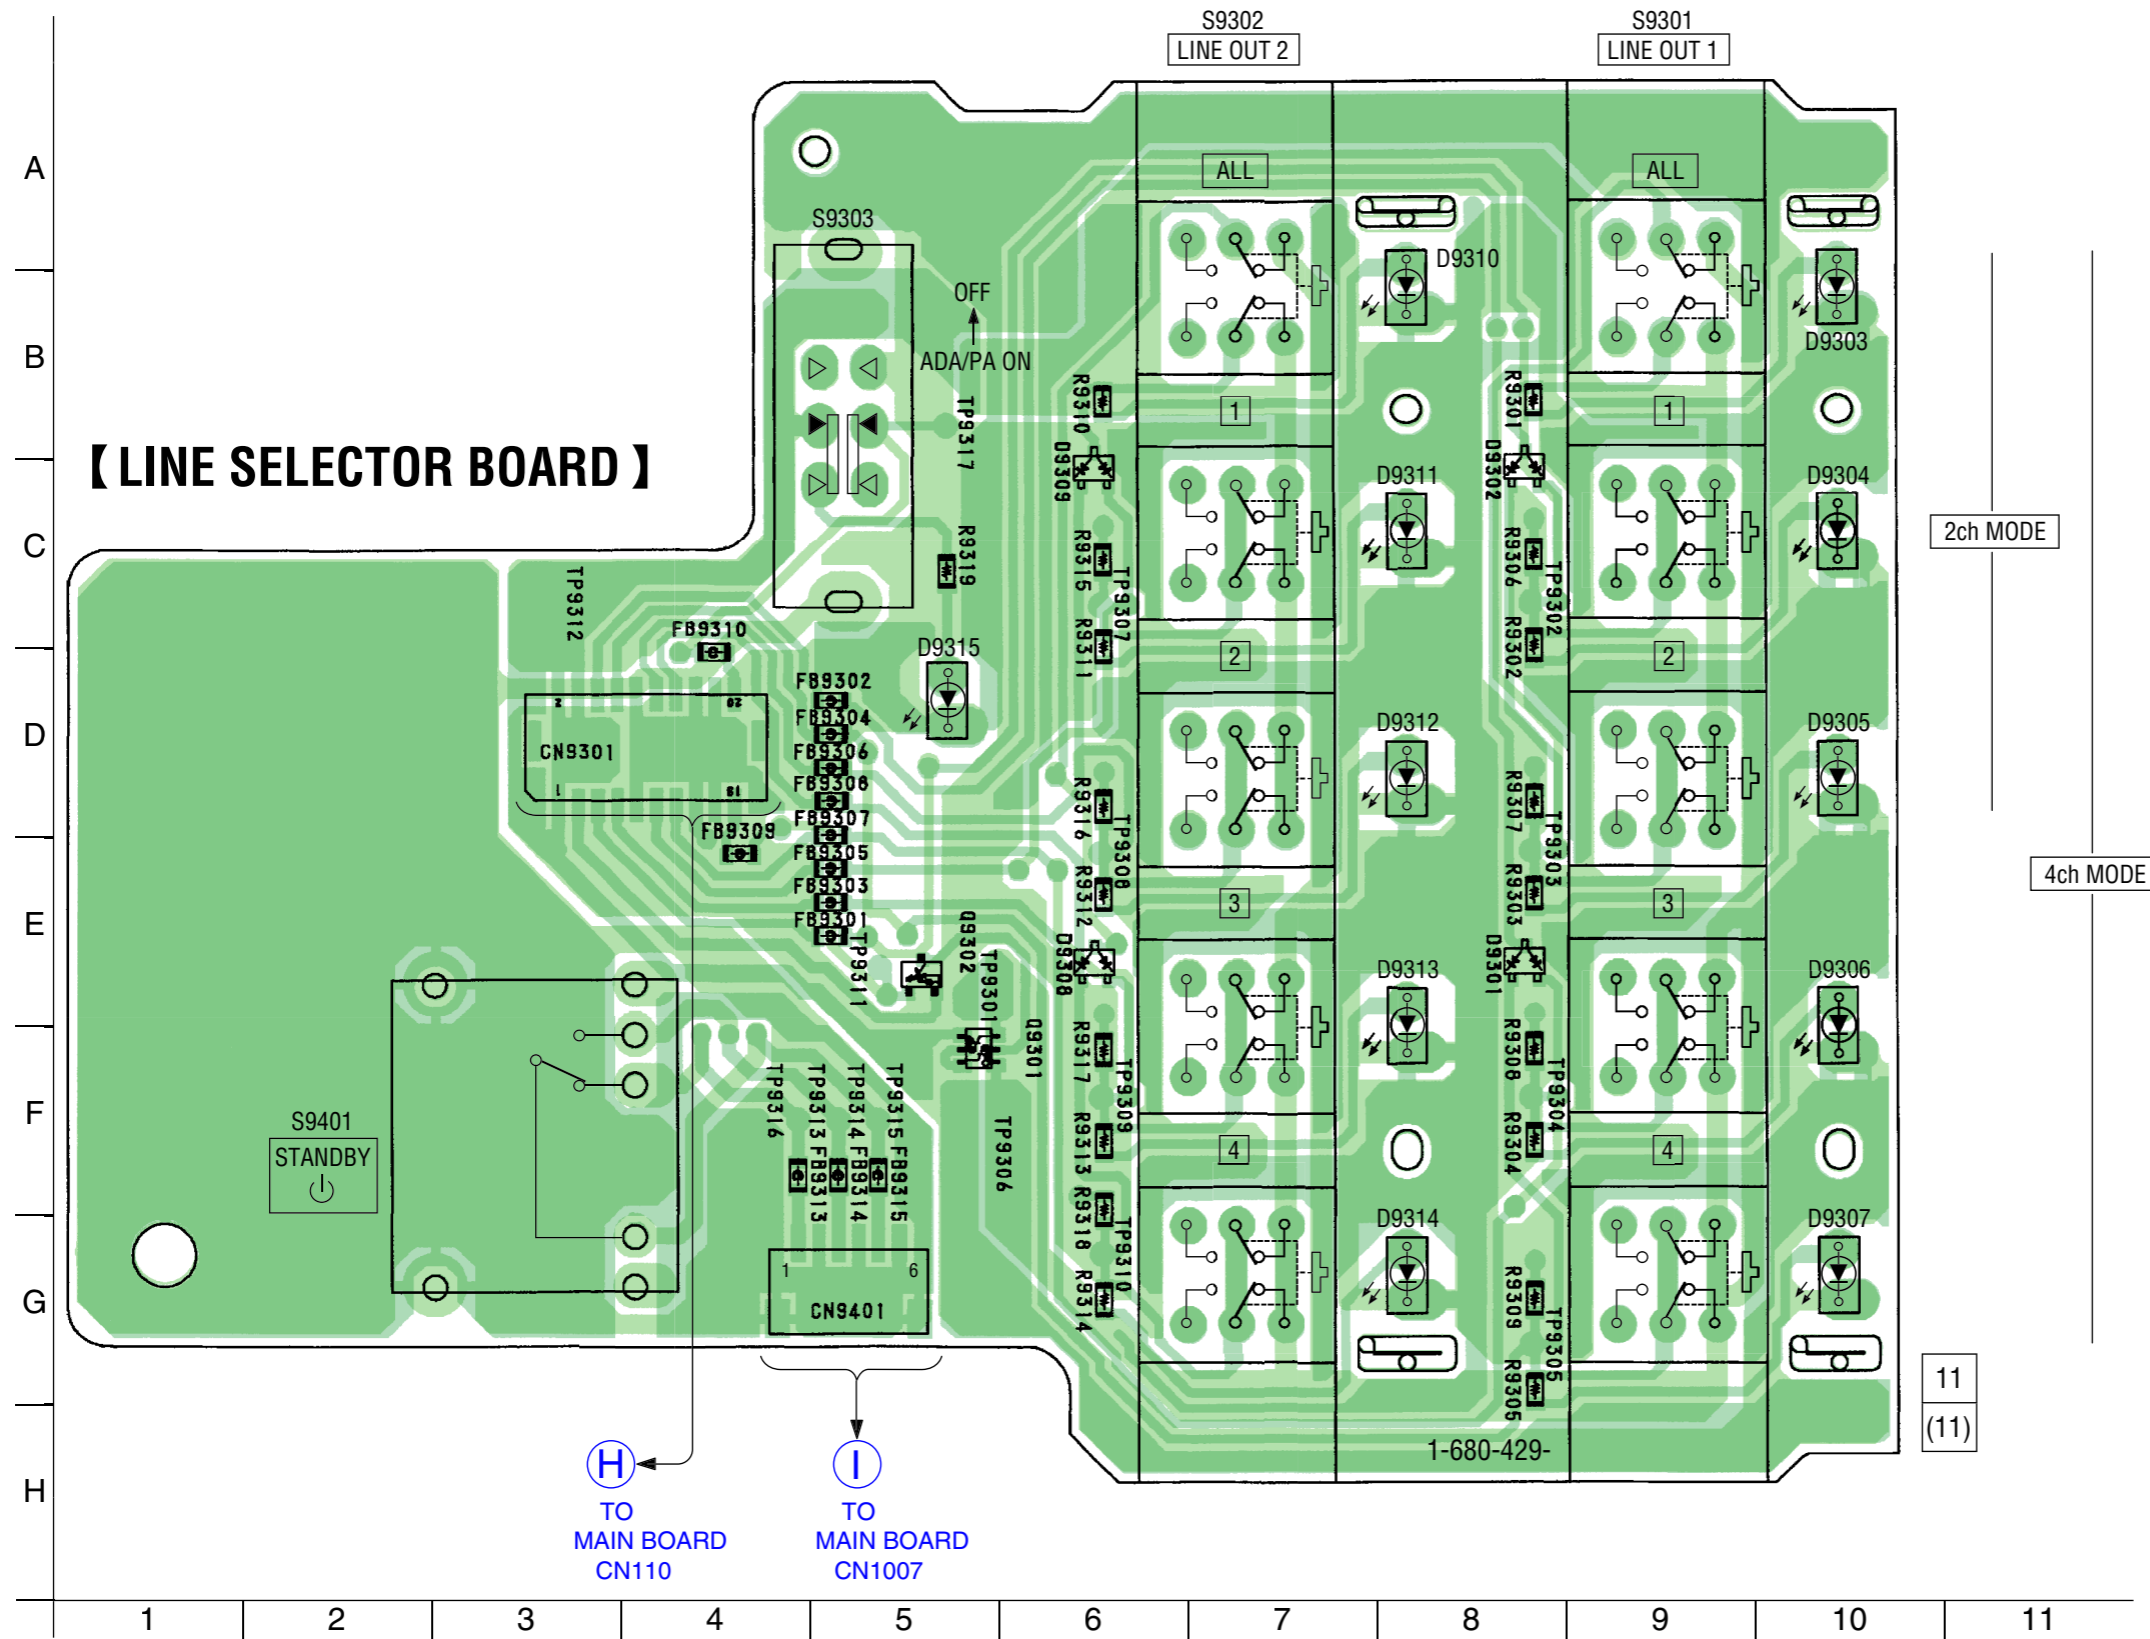 S9302
LINE OUT 2
S9301
LINE OUT 1
A
ALL
ALL
S9303
D9310
OFF
B
ADA/PA ON
D9303
R9310
R9301
TP9317
1
1
【 LINE SELECTOR BOARD 】
D9309
D9302
D9311
D9304
C
2ch MODE
R9319
R9315
R9306
TP9312
TP9307
TP9302
FB9310
R9311
R9302
D9315
2
2
FB9302
2
20
FB9304
D9312
D9305
D
CN9301
FB9306
1
19
FB9308
R9316
R9307
FB9309
FB9307
TP9308
TP9303
FB9305
4ch MODE
FB9303
R9312
R9303
3
3
E
FB9301
Q9302
TP9311
TP9301
D9308
D9301
D9313
D9306
Q9301
R9317
R9308
TP9316
TP9313
TP9314
TP9315
TP9309
TP9304
F
S9401
TP9306
R9313
R9304
STANDBY
FB9313
FB9314
FB9315
4
4
R9318
TP9310
D9314
D9307
1
6
G
CN9401
R9314
R9309
TP9305
R9305
11
(11)
1-680-429-
H
I
H
TO
MAIN BOARD
CN110
TO
MAIN BOARD
CN1007
1
2
3
4
5
6
7
8
9
10
11